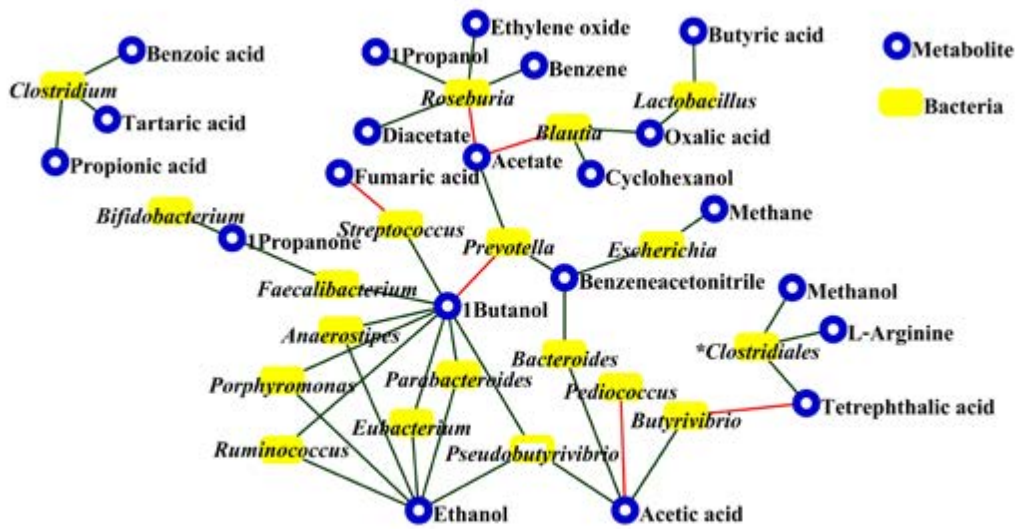 Ethylene oxide
Butyric acid
Benzoic acid
1Propanol
Metabolite
Benzene
Clostridium
Roseburia
Lactobacillus
Bacteria
Tartaric acid
Diacetate
Blautia
Oxalic acid
Propionic acid
Acetate
Fumaric acid
Cyclohexanol
Bifidobacterium
Methane
Streptococcus
1Propanone
Prevotella
Escherichia
Faecalibacterium
Benzeneacetonitrile
Methanol
1Butanol
Anaerostipes
L-Arginine
*Clostridiales
Bacteroides
Porphyromonas
Parabacteroides
Pediococcus
Tetrephthalic acid
Eubacterium
Butyrivibrio
Ruminococcus
Pseudobutyrivibrio
Ethanol
Acetic acid